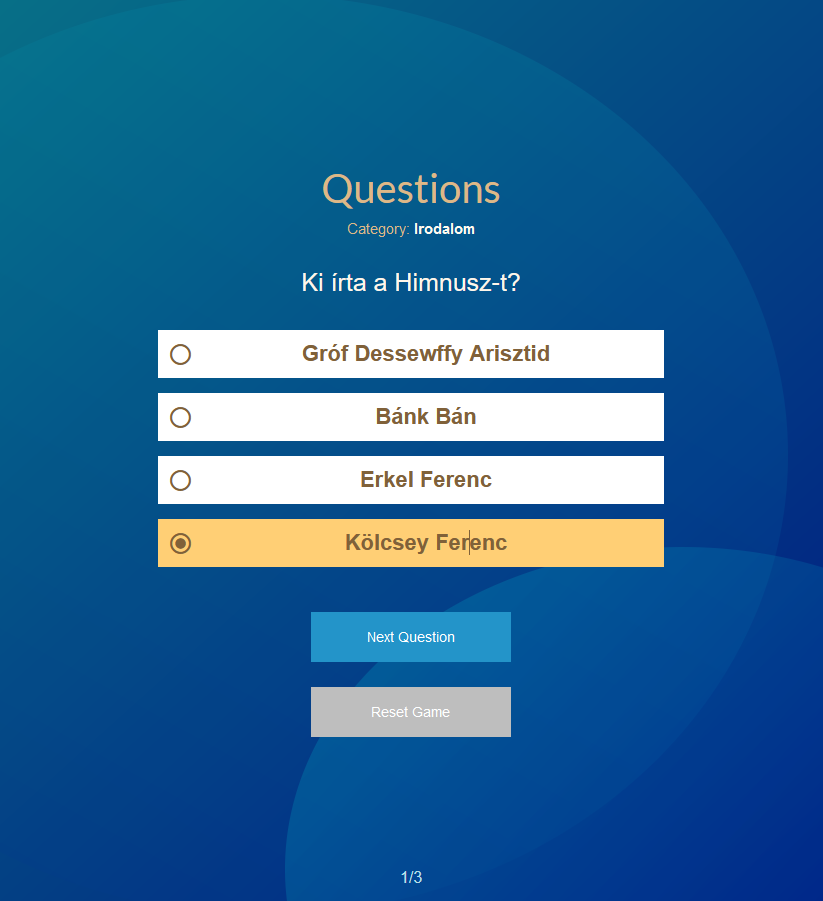 Questions
Category: Irodalom
Ki írta a Himnusz-t?
Gróf Dessewffy Arisztid
Bánk Bán
Erkel Ferenc
Kölcsey Ferenc
Next Question
Reset Game
1/3